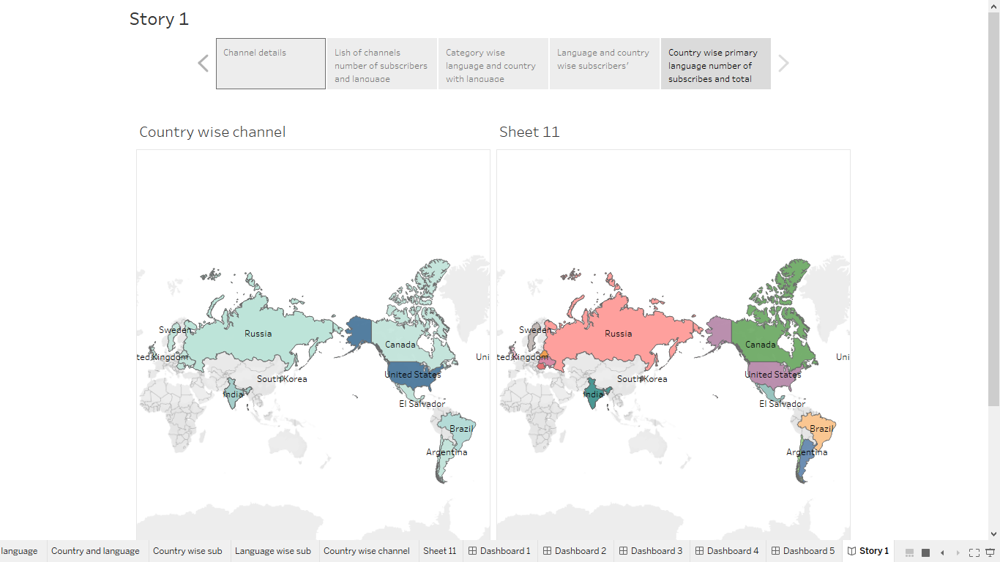 Story 1
Channel details
Lish of channels
number of subscribers
and language
Category wise
language and country
with language
Language and country
wise subscribers'
Country wise primary
language number of
subscribes and total
Country wise channel
Sweden
Russia
ted Kingdom
South Korea
India
Canada
United States
Uni
El Salvador
Brazil
Argentina
Sheet 11
Sweden
Russia
ted Kingdom
South Korea
India
Canada
United States
Uni
El Salvador
Brazil
Argentina
language
Country and language
Country wise sub
Language wise sub
Country wise channel
Sheet 11
Dashboard 1
Dashboard 2
Dashboard 3
Dashboard 4
Dashboard 5
Story 1